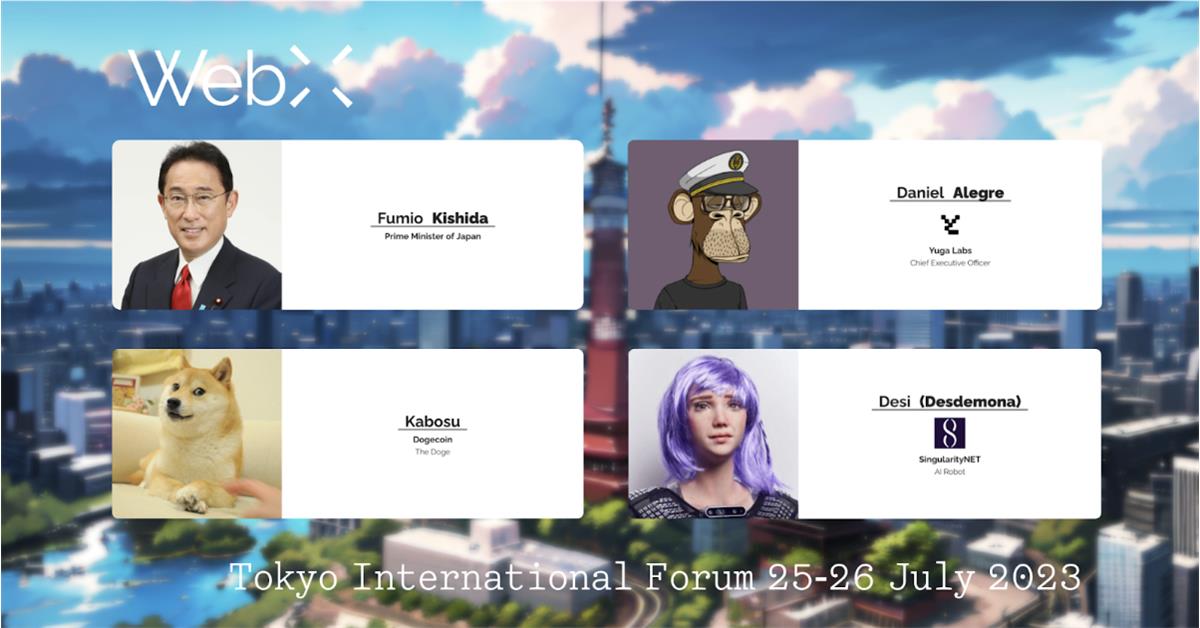 WebX
Fumio Kishida
Prime Minister of Japan
Daniel Alegre
Yuga Labs
Chief Executive Officer
Kabosu
Dogecoin
The Doge
Desi (Desdemona)
SingularityNET
AI Robot
Tokyo International Forum 25-26 July 2023